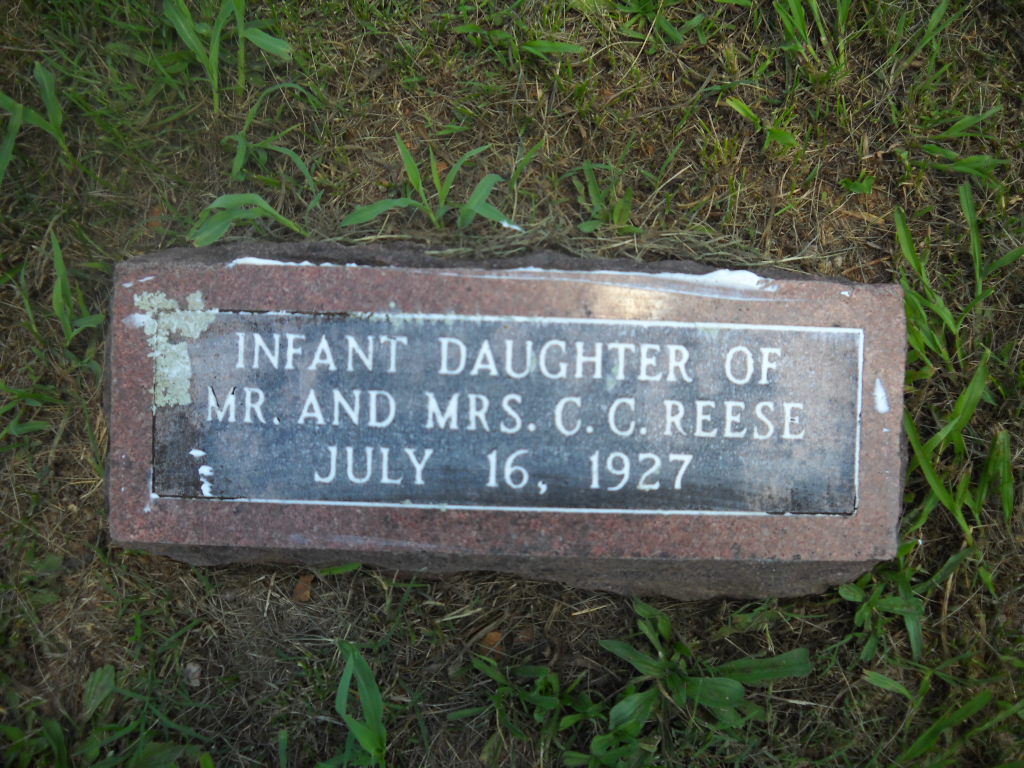 INFANT DAUGHTER OF
MR. AND MRS. C. C. REESE
JULY 16, 1927